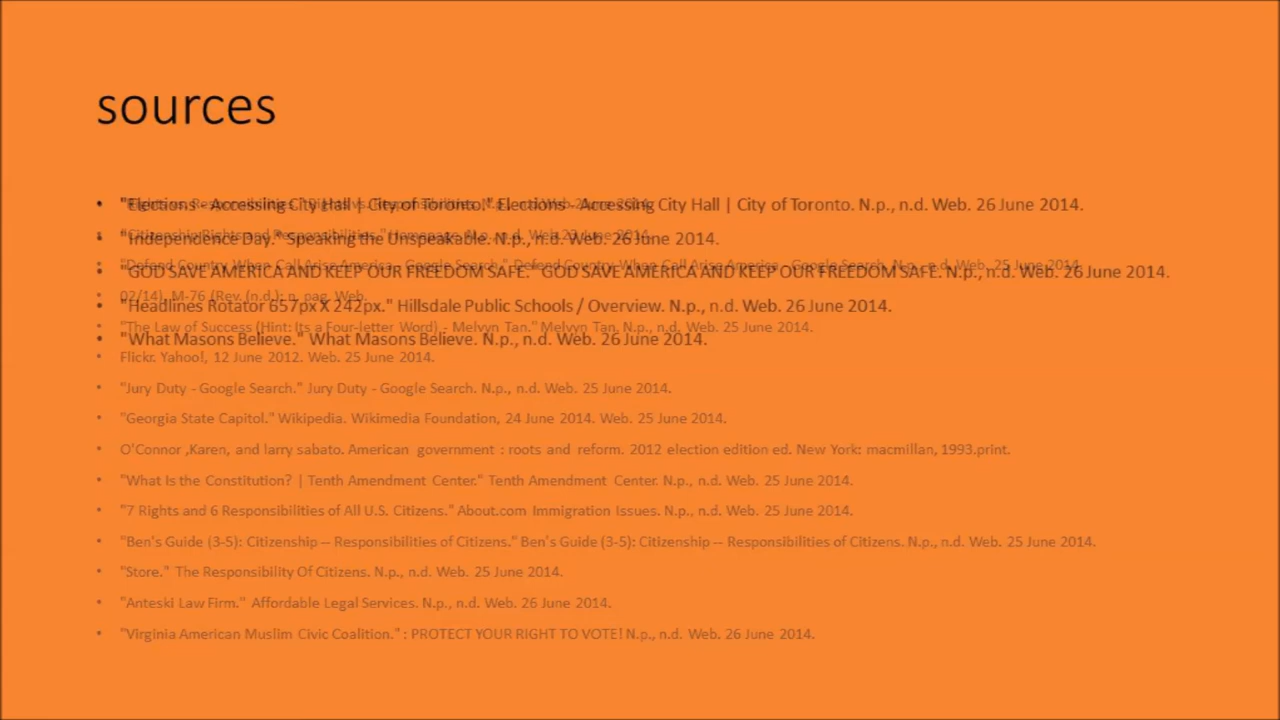 sources
• "Elections - Accessing City Hall | City of Toronto." Elections - Accessing City Hall | City of Toronto. N.p., n.d. Web. 26 June 2014.
• "Citizenship Rights and Responsibilities." Homepage. N.p., n.d. Web. 2014.
• "Independence Day." Speaking the Unspeakable. N.p., n.d. Web. 26 June 2014.
• "Defend Country When Call Arise America - Google Search." Defend Country When Call Arise America - Google Search. N.p., n.d. Web. 25 June 2014.
• "GOD SAVE AMERICA AND KEEP OUR FREEDOM SAFE." GOD SAVE AMERICA AND KEEP OUR FREEDOM SAFE. N.p., n.d. Web. 26 June 2014.
• 02/14), M-76 (Rev. (n.d.): n. pag. Web.
• "Headlines Rotator 657px X 242px." Hillsdale Public Schools / Overview. N.p., n.d. Web. 26 June 2014.
• "The Law of Success (Hint: Its a Four-letter Word) - Melvyn Tan." Melvyn Tan. N.p., n.d. Web. 25 June 2014.
• "What Masons Believe." What Masons Believe. N.p., n.d. Web. 26 June 2014.
• Flickr. Yahoo!, 12 June 2012. Web. 25 June 2014.
• "Jury Duty - Google Search." Jury Duty - Google Search. N.p., n.d. Web. 25 June 2014.
• "Georgia State Capitol." Wikipedia. Wikimedia Foundation, 24 June 2014. Web. 25 June 2014.
• O'Connor ,Karen, and larry sabato. American government : roots and reform. 2012 election edition ed. New York: macmillan, 1993.print.
• "What Is the Constitution? | Tenth Amendment Center." Tenth Amendment Center. N.p., n.d. Web. 25 June 2014.
• "7 Rights and 6 Responsibilities of All U.S. Citizens." About.com Immigration Issues. N.p., n.d. Web. 25 June 2014.
• "Ben's Guide (3-5): Citizenship -- Responsibilities of Citizens." Ben's Guide (3-5): Citizenship -- Responsibilities of Citizens. N.p., n.d. Web. 25 June 2014.
• "Store." The Responsibility Of Citizens. N.p., n.d. Web. 25 June 2014.
• "Anteski Law Firm." Affordable Legal Services. N.p., n.d. Web. 26 June 2014.
• "Virginia American Muslim Civic Coalition." : PROTECT YOUR RIGHT TO VOTE! N.p., n.d. Web. 26 June 2014.